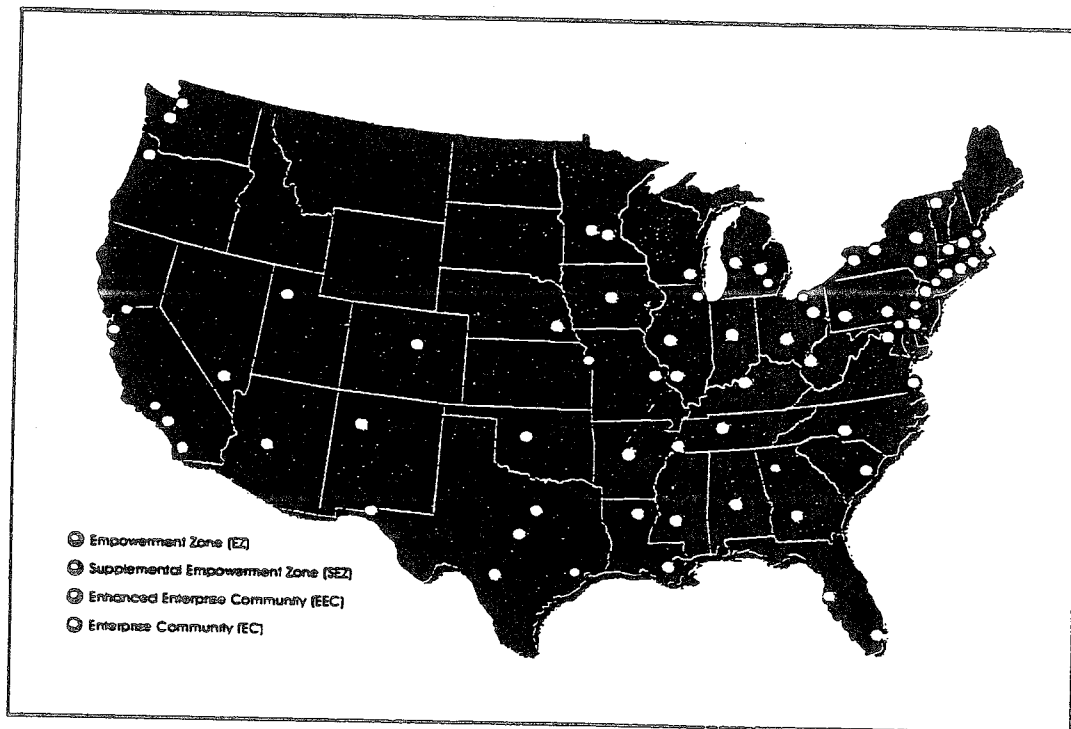 Empowerment Zone (EZ)
Supplemental Empowerment Zone (SEZ)
Enhanced Enterprise Community (EEC)
Enterprise Community (EC)